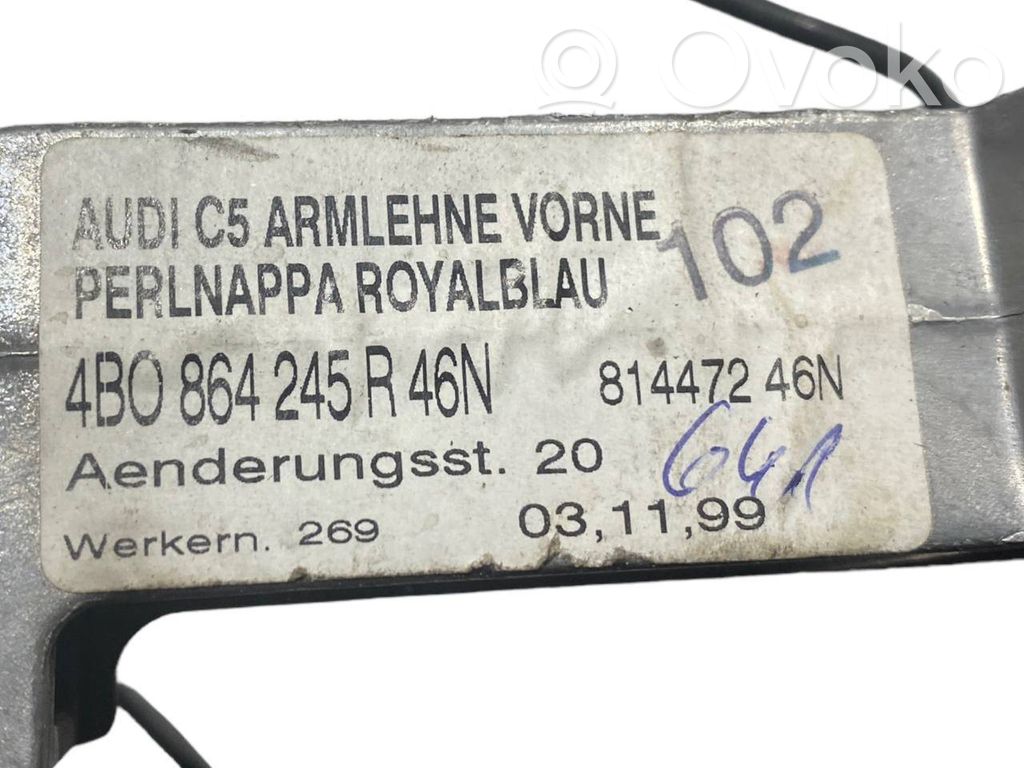 Ovoko
AUDI C5 ARMLEHNE VORNE
102
PERLNAPPA ROYALBLAU
4B0 864 245 R 46N 814472 46N
641
Aenderungsst. 20
Werkern. 269 03,11,99